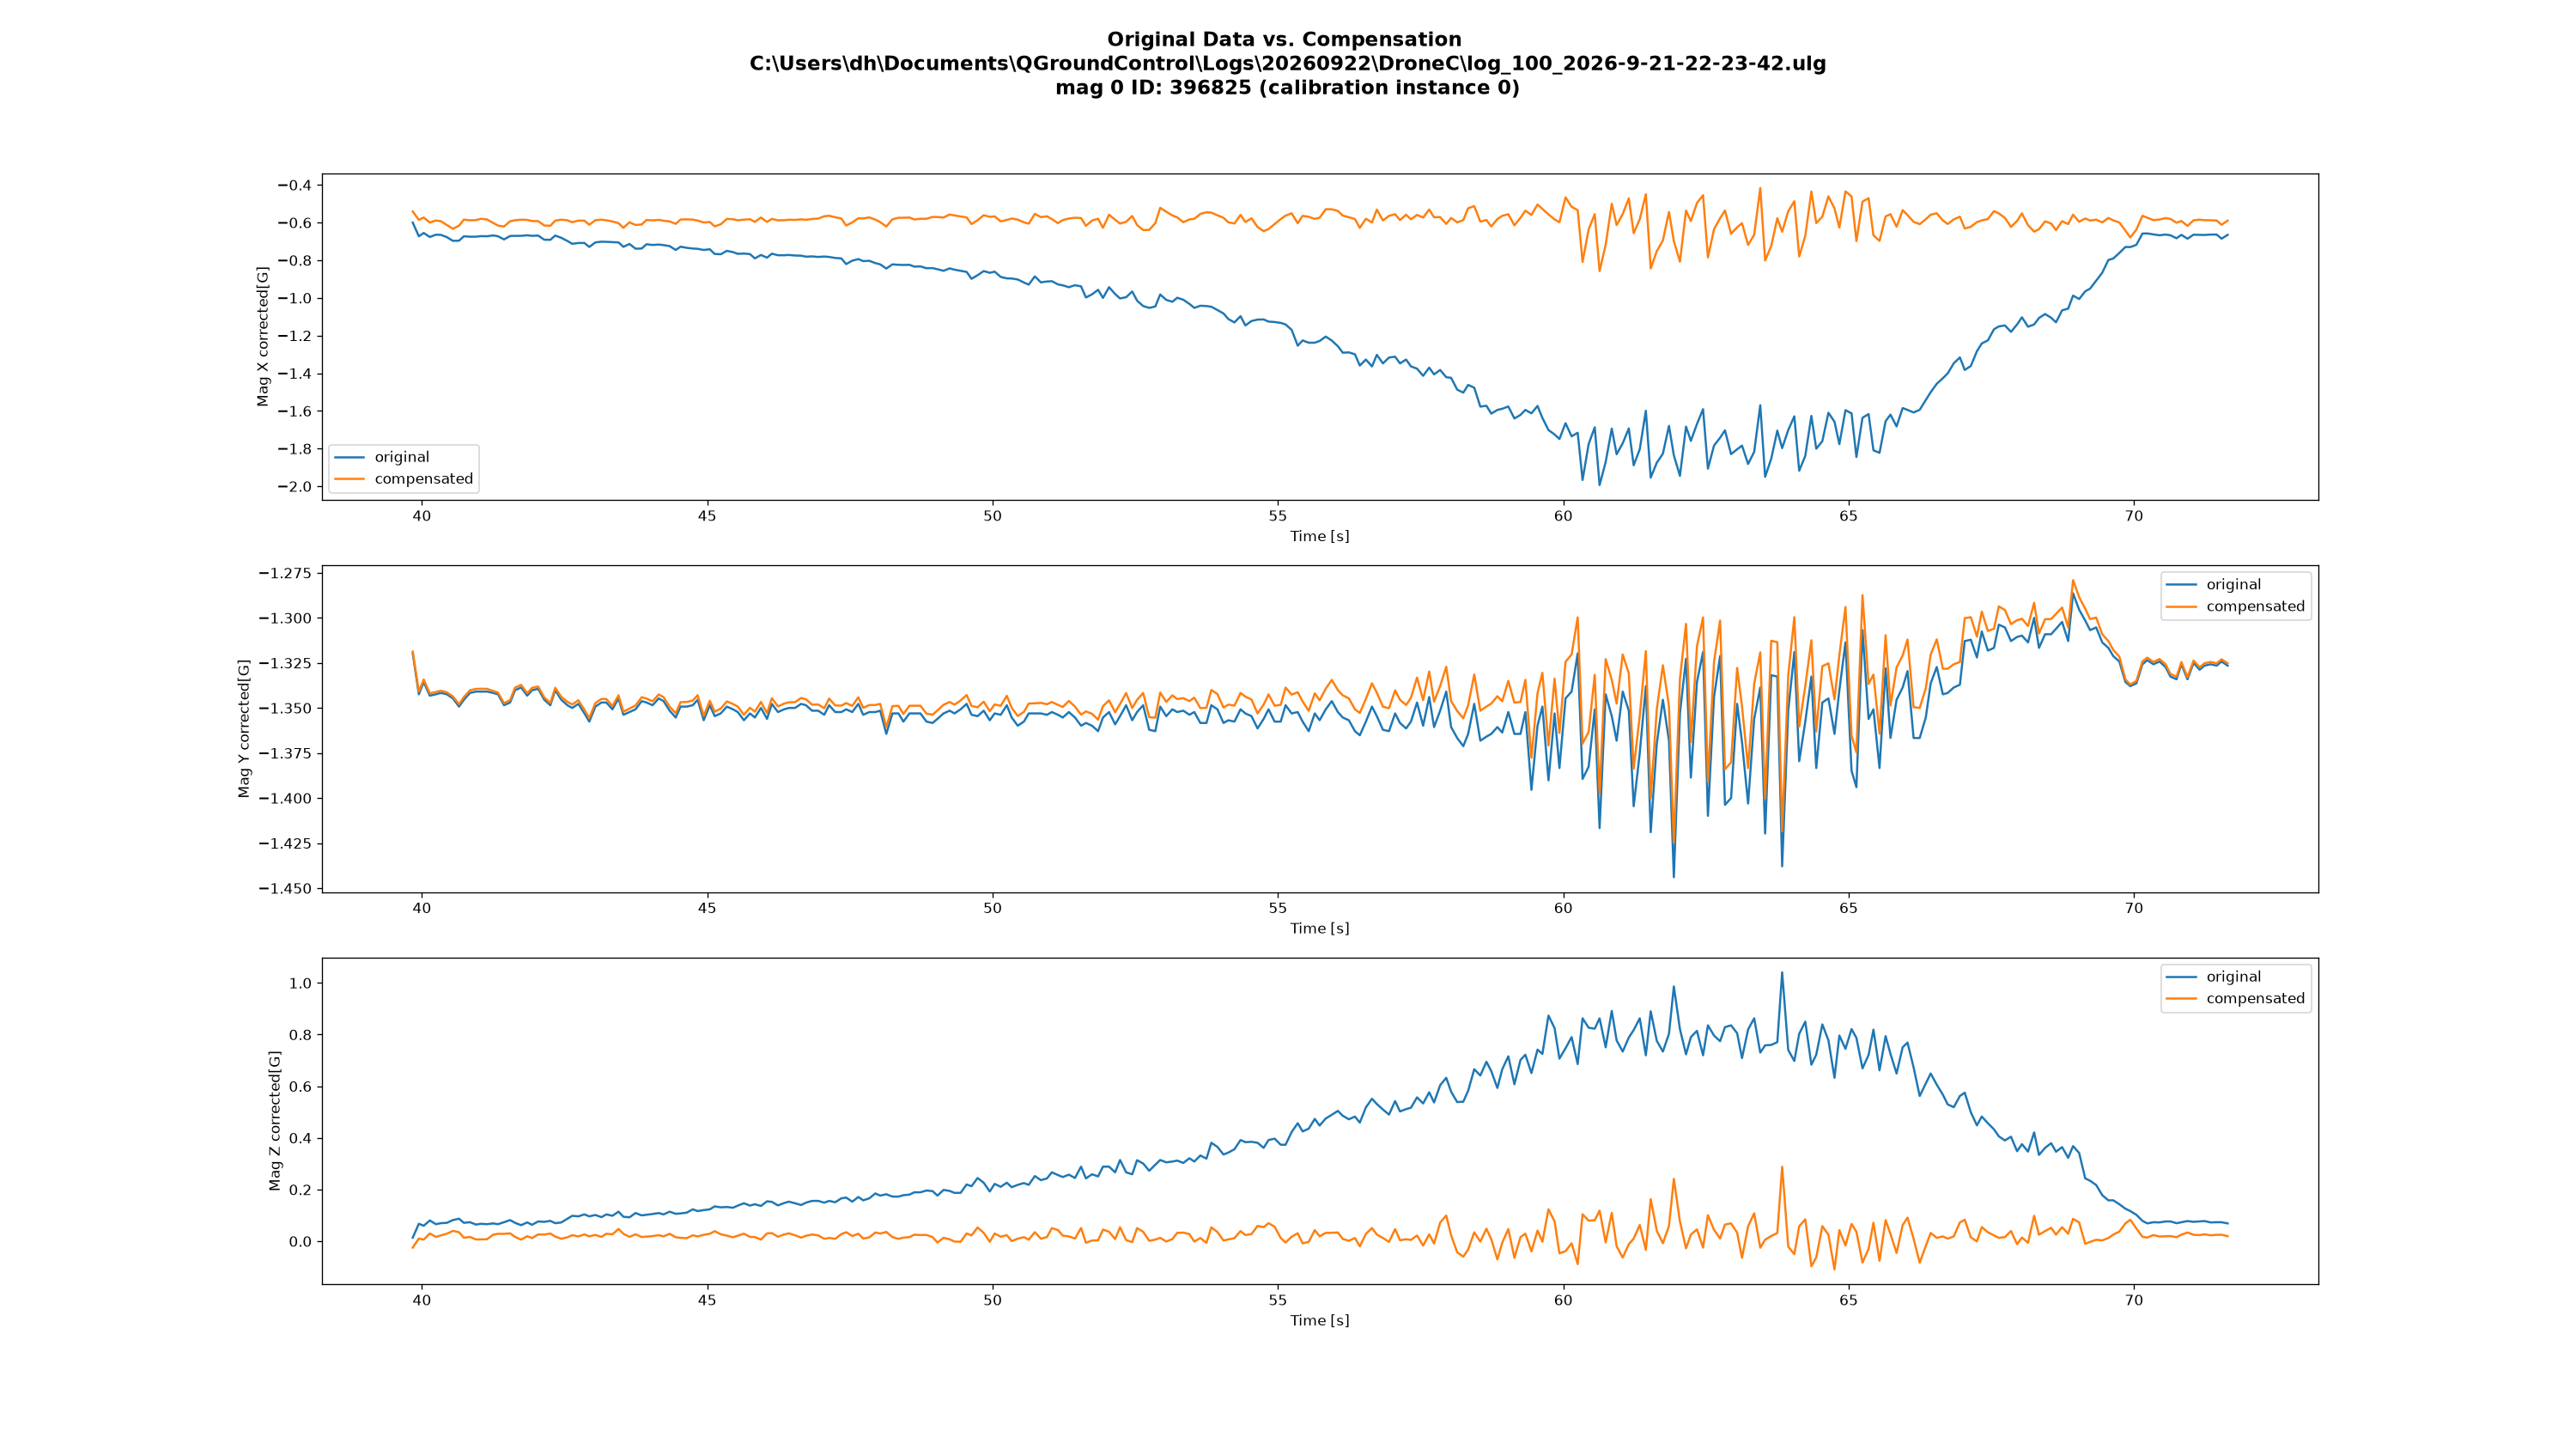 Original Data vs. Compensation
C:\Users\dh\Documents\QGroundControl\Logs\20260922\DroneC\log_100_2026-9-21-22-23-42.ulg
mag 0 ID: 396825 (calibration instance 0)
Mag X corrected[G]
−0.4
−0.6
−0.8
−1.0
−1.2
−1.4
−1.6
−1.8
−2.0
original
compensated
40 45 50 55 60 65 70
Time [s]
Mag Y corrected[G]
−1.275
−1.300
−1.325
−1.350
−1.375
−1.400
−1.425
−1.450
original
compensated
40 45 50 55 60 65 70
Time [s]
Mag Z corrected[G]
1.0
0.8
0.6
0.4
0.2
0.0
original
compensated
40 45 50 55 60 65 70
Time [s]